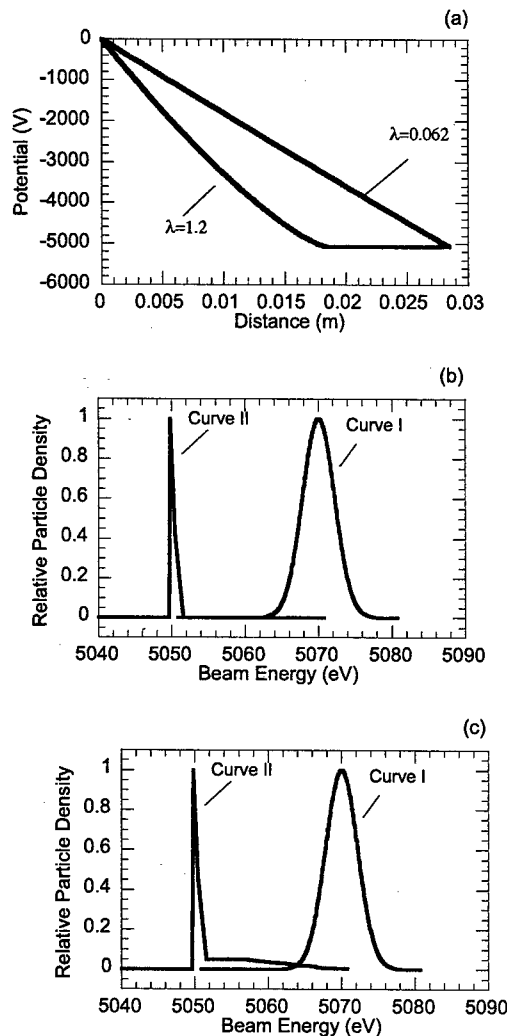 (a)
0
-1000
-2000
-3000
-4000
-5000
-6000
Potential (V)
λ=0.062
λ=1.2
0 0.005 0.01 0.015 0.02 0.025 0.03
Distance (m)
(b)
Curve II
Curve I
1
0.8
0.6
0.4
0.2
0
Relative Particle Density
5040 5050 5060 5070 5080 5090
Beam Energy (eV)
(c)
Curve II
Curve I
1
0.8
0.6
0.4
0.2
0
Relative Particle Density
5040 5050 5060 5070 5080 5090
Beam Energy (eV)